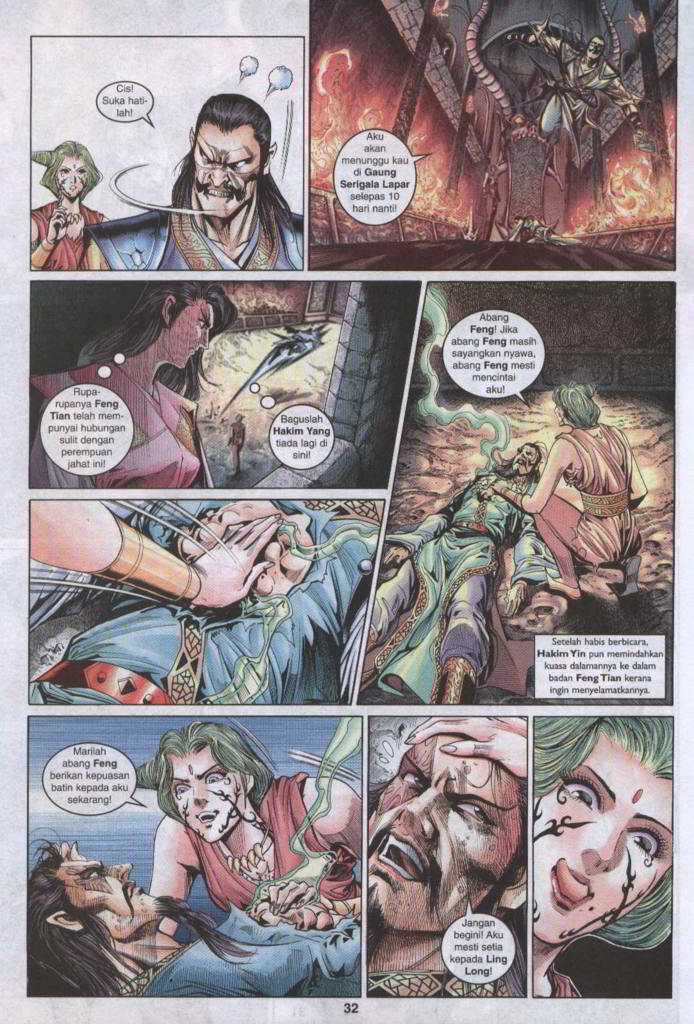 Cis!
Suka hati-
lah!
Aku
akan
menunggu kau
di Gaung
Serigala Lapar
selepas 10
hari nanti!
Rupa-
rupanya Feng
Tian telah mem-
punyai hubungan
sulit dengan
perempuan
jahat ini!
Baguslah
Hakim Yang
tiada lagi di
sini!
Abang
Feng! Jika
abang Feng masih
sayangkan nyawa,
abang Feng mesti
mencintai
aku!
Setelah habis berbicara,
Hakim Yin pun memindahkan
kuasa dalamannya ke dalam
badan Feng Tian kerana
ingin menyelamatkannya.
Marilah
abang Feng
berikan kepuasan
batin kepada aku
sekarang!
Jangan
begini! Aku
mesti setia
kepada Ling
Long!
32